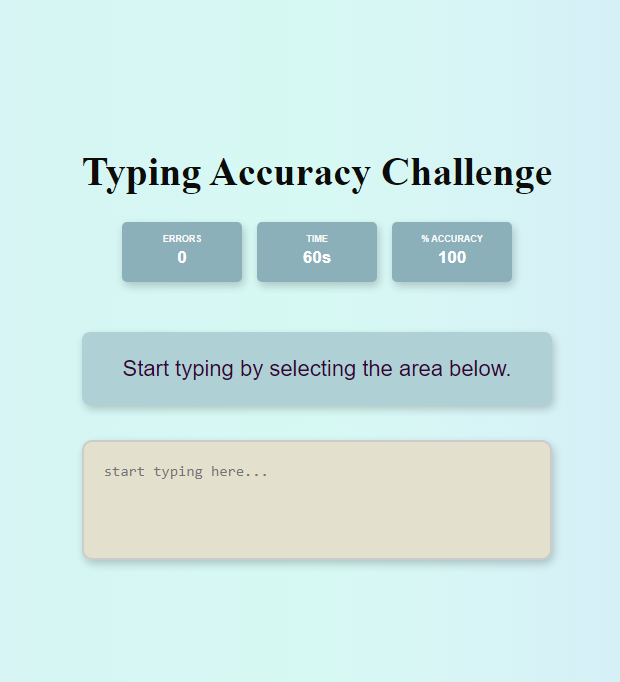 Typing Accuracy Challenge
ERRORS
0
TIME
60s
% ACCURACY
100
Start typing by selecting the area below.
start typing here...